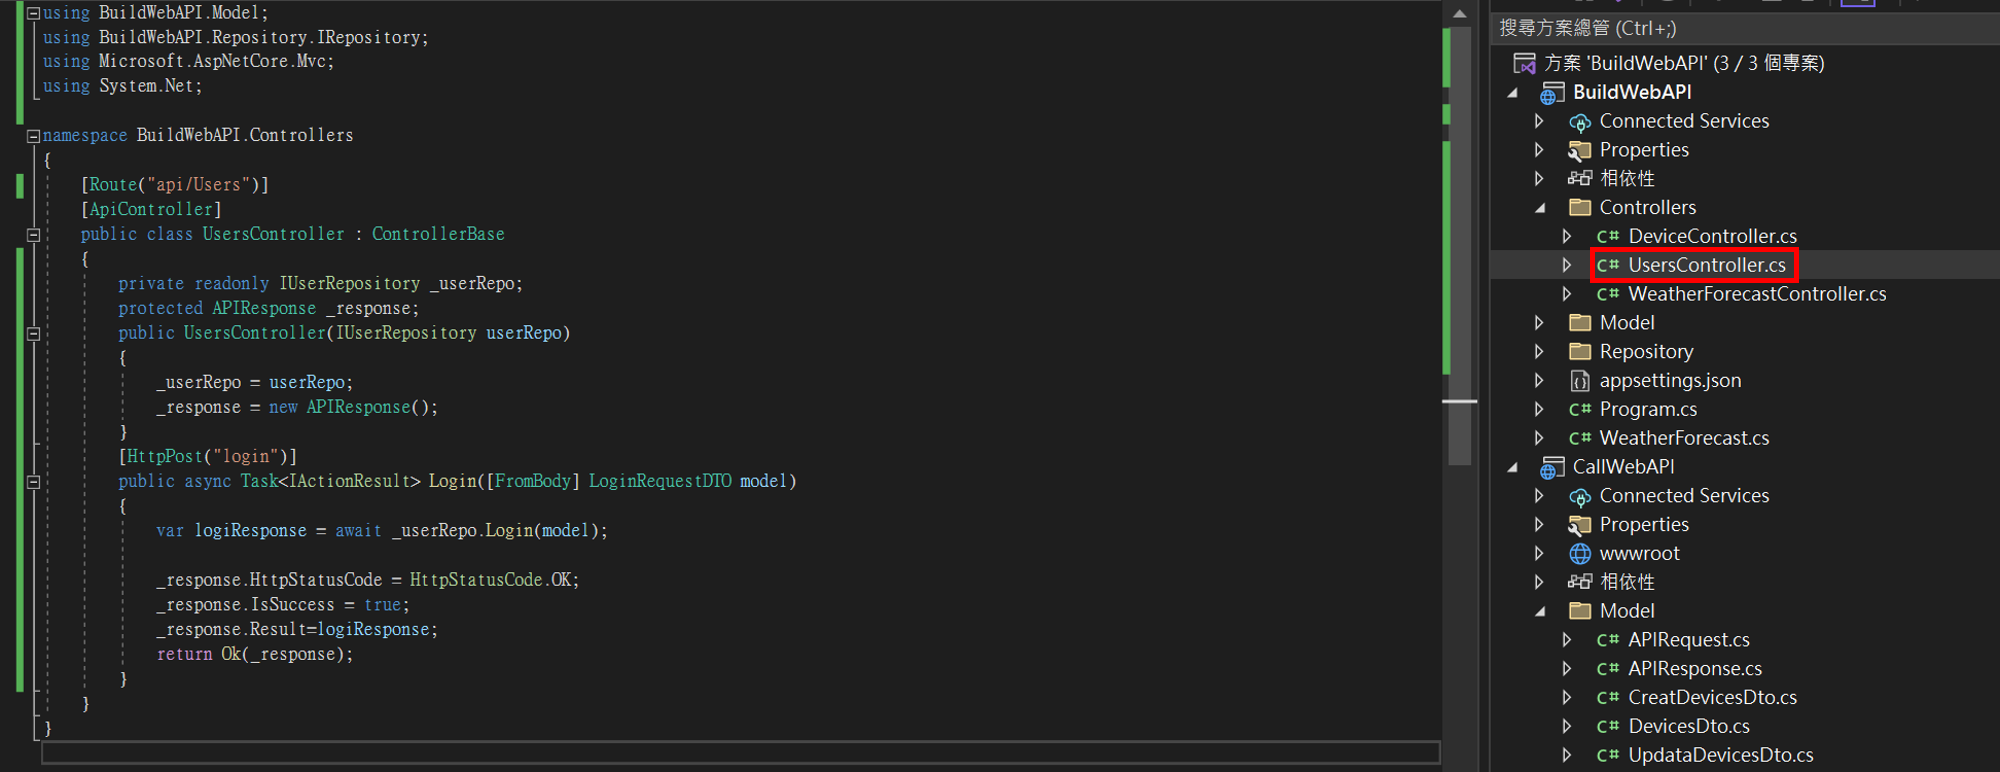 using BuildWebAPI.Model;
using BuildWebAPI.Repository.IRepository;
using Microsoft.AspNetCore.Mvc;
using System.Net;
namespace BuildWebAPI.Controllers
{
[Route("api/Users")]
[ApiController]
public class UsersController : ControllerBase
{
private readonly IUserRepository _userRepo;
protected APIResponse _response;
public UsersController(IUserRepository userRepo)
{
_userRepo = userRepo;
_response = new APIResponse();
}
[HttpPost("login")]
public async Task<IActionResult> Login([FromBody] LoginRequestDTO model)
{
var logiResponse = await _userRepo.Login(model);
_response.HttpStatusCode = HttpStatusCode.OK;
_response.IsSuccess = true;
_response.Result=logiResponse;
return Ok(_response);
}
}
}
搜尋方案總管 (Ctrl+;)
方案 'BuildWebAPI' (3 / 3 個專案)
BuildWebAPI
Connected Services
Properties
相依性
Controllers
C# DeviceController.cs
C# UsersController.cs
C# WeatherForecastController.cs
Model
Repository
appsettings.json
C# Program.cs
C# WeatherForecast.cs
CallWebAPI
Connected Services
Properties
wwwroot
相依性
Model
C# APIRequest.cs
C# APIResponse.cs
C# CreatDevicesDto.cs
C# DevicesDto.cs
C# UpdataDevicesDto.cs